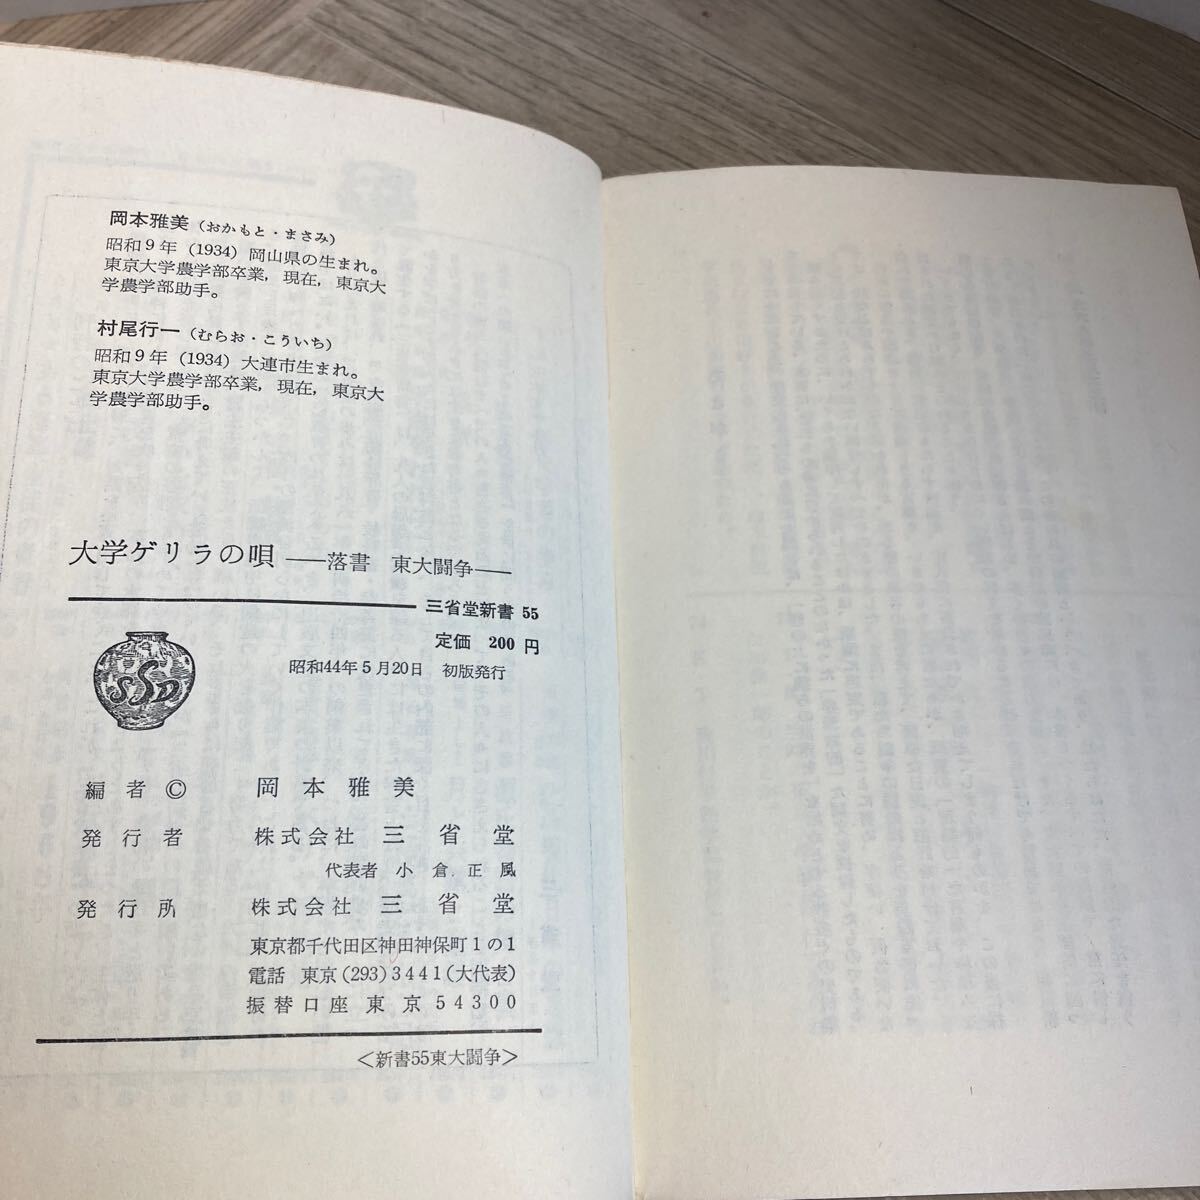 岡本雅美（おかもと・まさみ）
昭和9年（1934）岡山県の生まれ。
東京大学農学部卒業，現在，東京大
学農学部助手。
村尾行一（むらお・こういち）
昭和9年（1934）大連市生まれ。
東京大学農学部卒業，現在，東京大
学農学部助手。
大学ゲリラの唄――落書　東大闘争――
三省堂新書 55
定価　200 円
昭和44年5月20日　初版発行
SSD
編者©　岡本雅美
発行者　株式会社 三省堂
代表者　小倉正風
発行所　株式会社 三省堂
東京都千代田区神田神保町1の1
電話　東京(293)3441(大代表)
振替口座　東京54300
＜新書55東大闘争＞